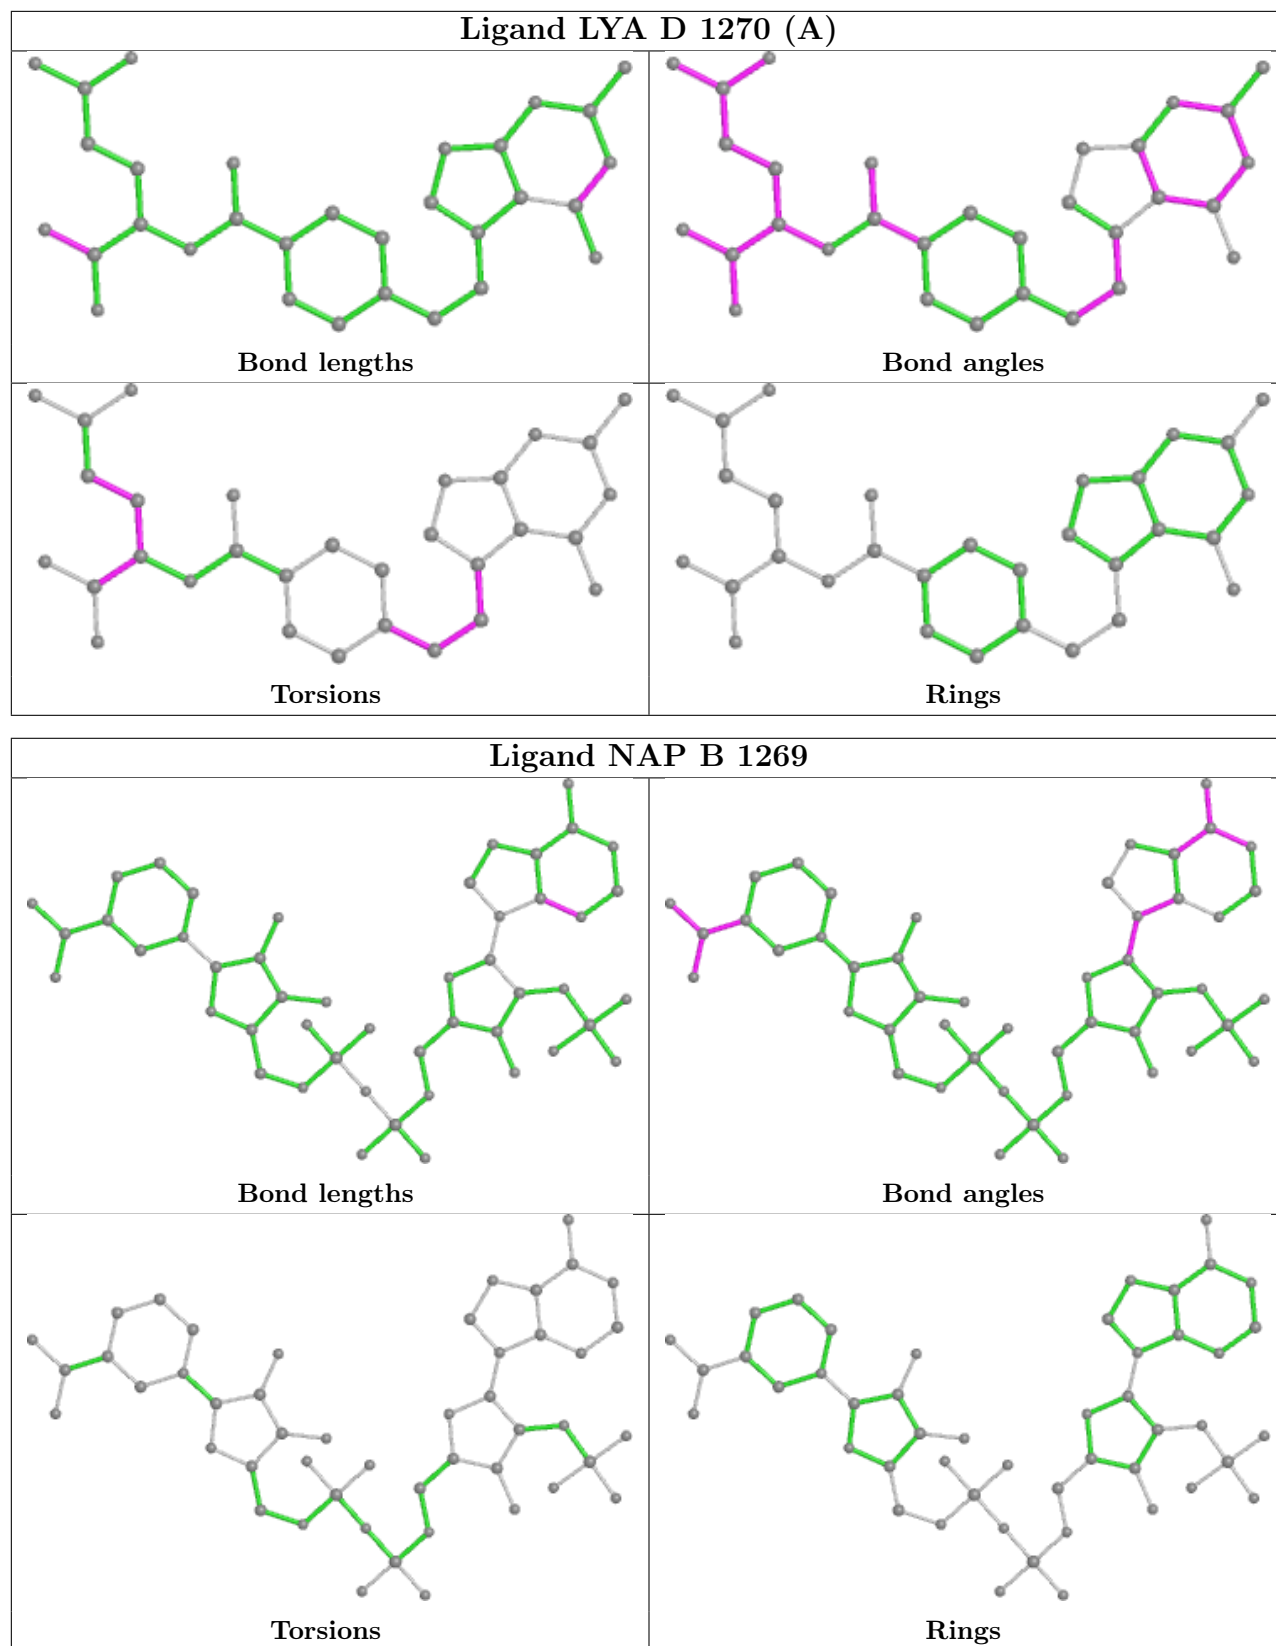 Ligand LYA D 1270 (A)
Bond lengths
Bond angles
Torsions
Rings
Ligand NAP B 1269
Bond lengths
Bond angles
Torsions
Rings